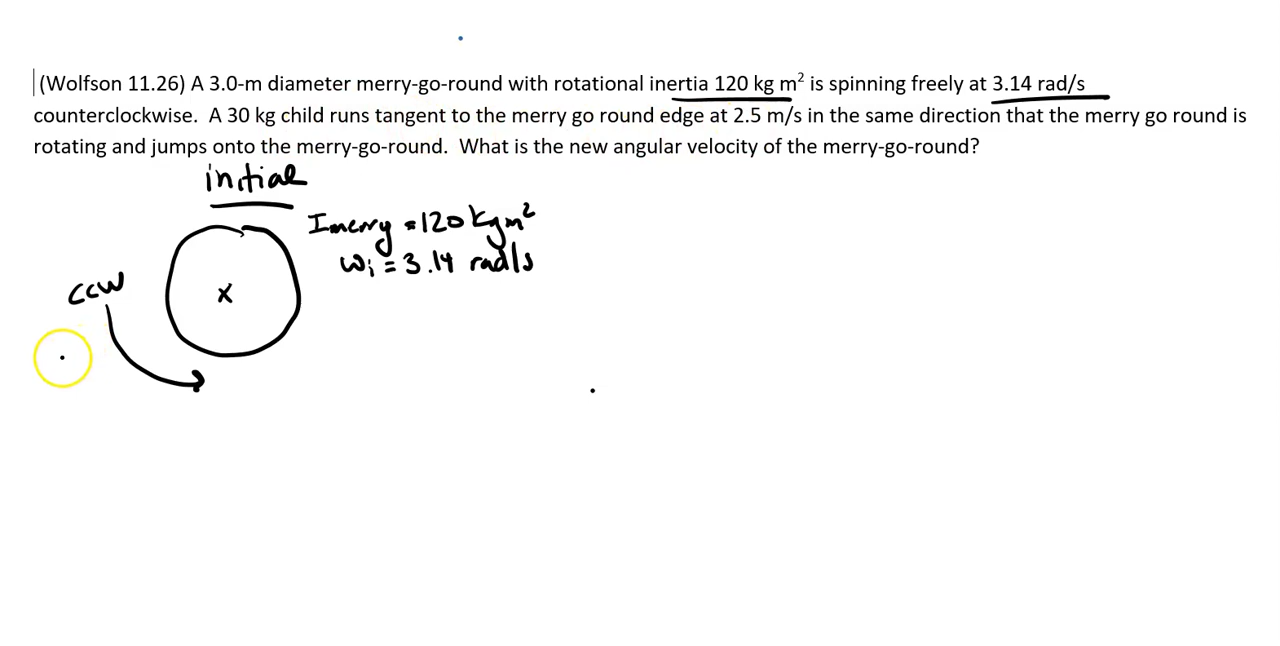 (Wolfson 11.26) A 3.0-m diameter merry-go-round with rotational inertia 120 kg m² is spinning freely at 3.14 rad/s
counterclockwise. A 30 kg child runs tangent to the merry go round edge at 2.5 m/s in the same direction that the merry go round is
rotating and jumps onto the merry-go-round. What is the new angular velocity of the merry-go-round?
initial
Imerry = 120 kgm²
ωi = 3.14 rad/s
ccw
x